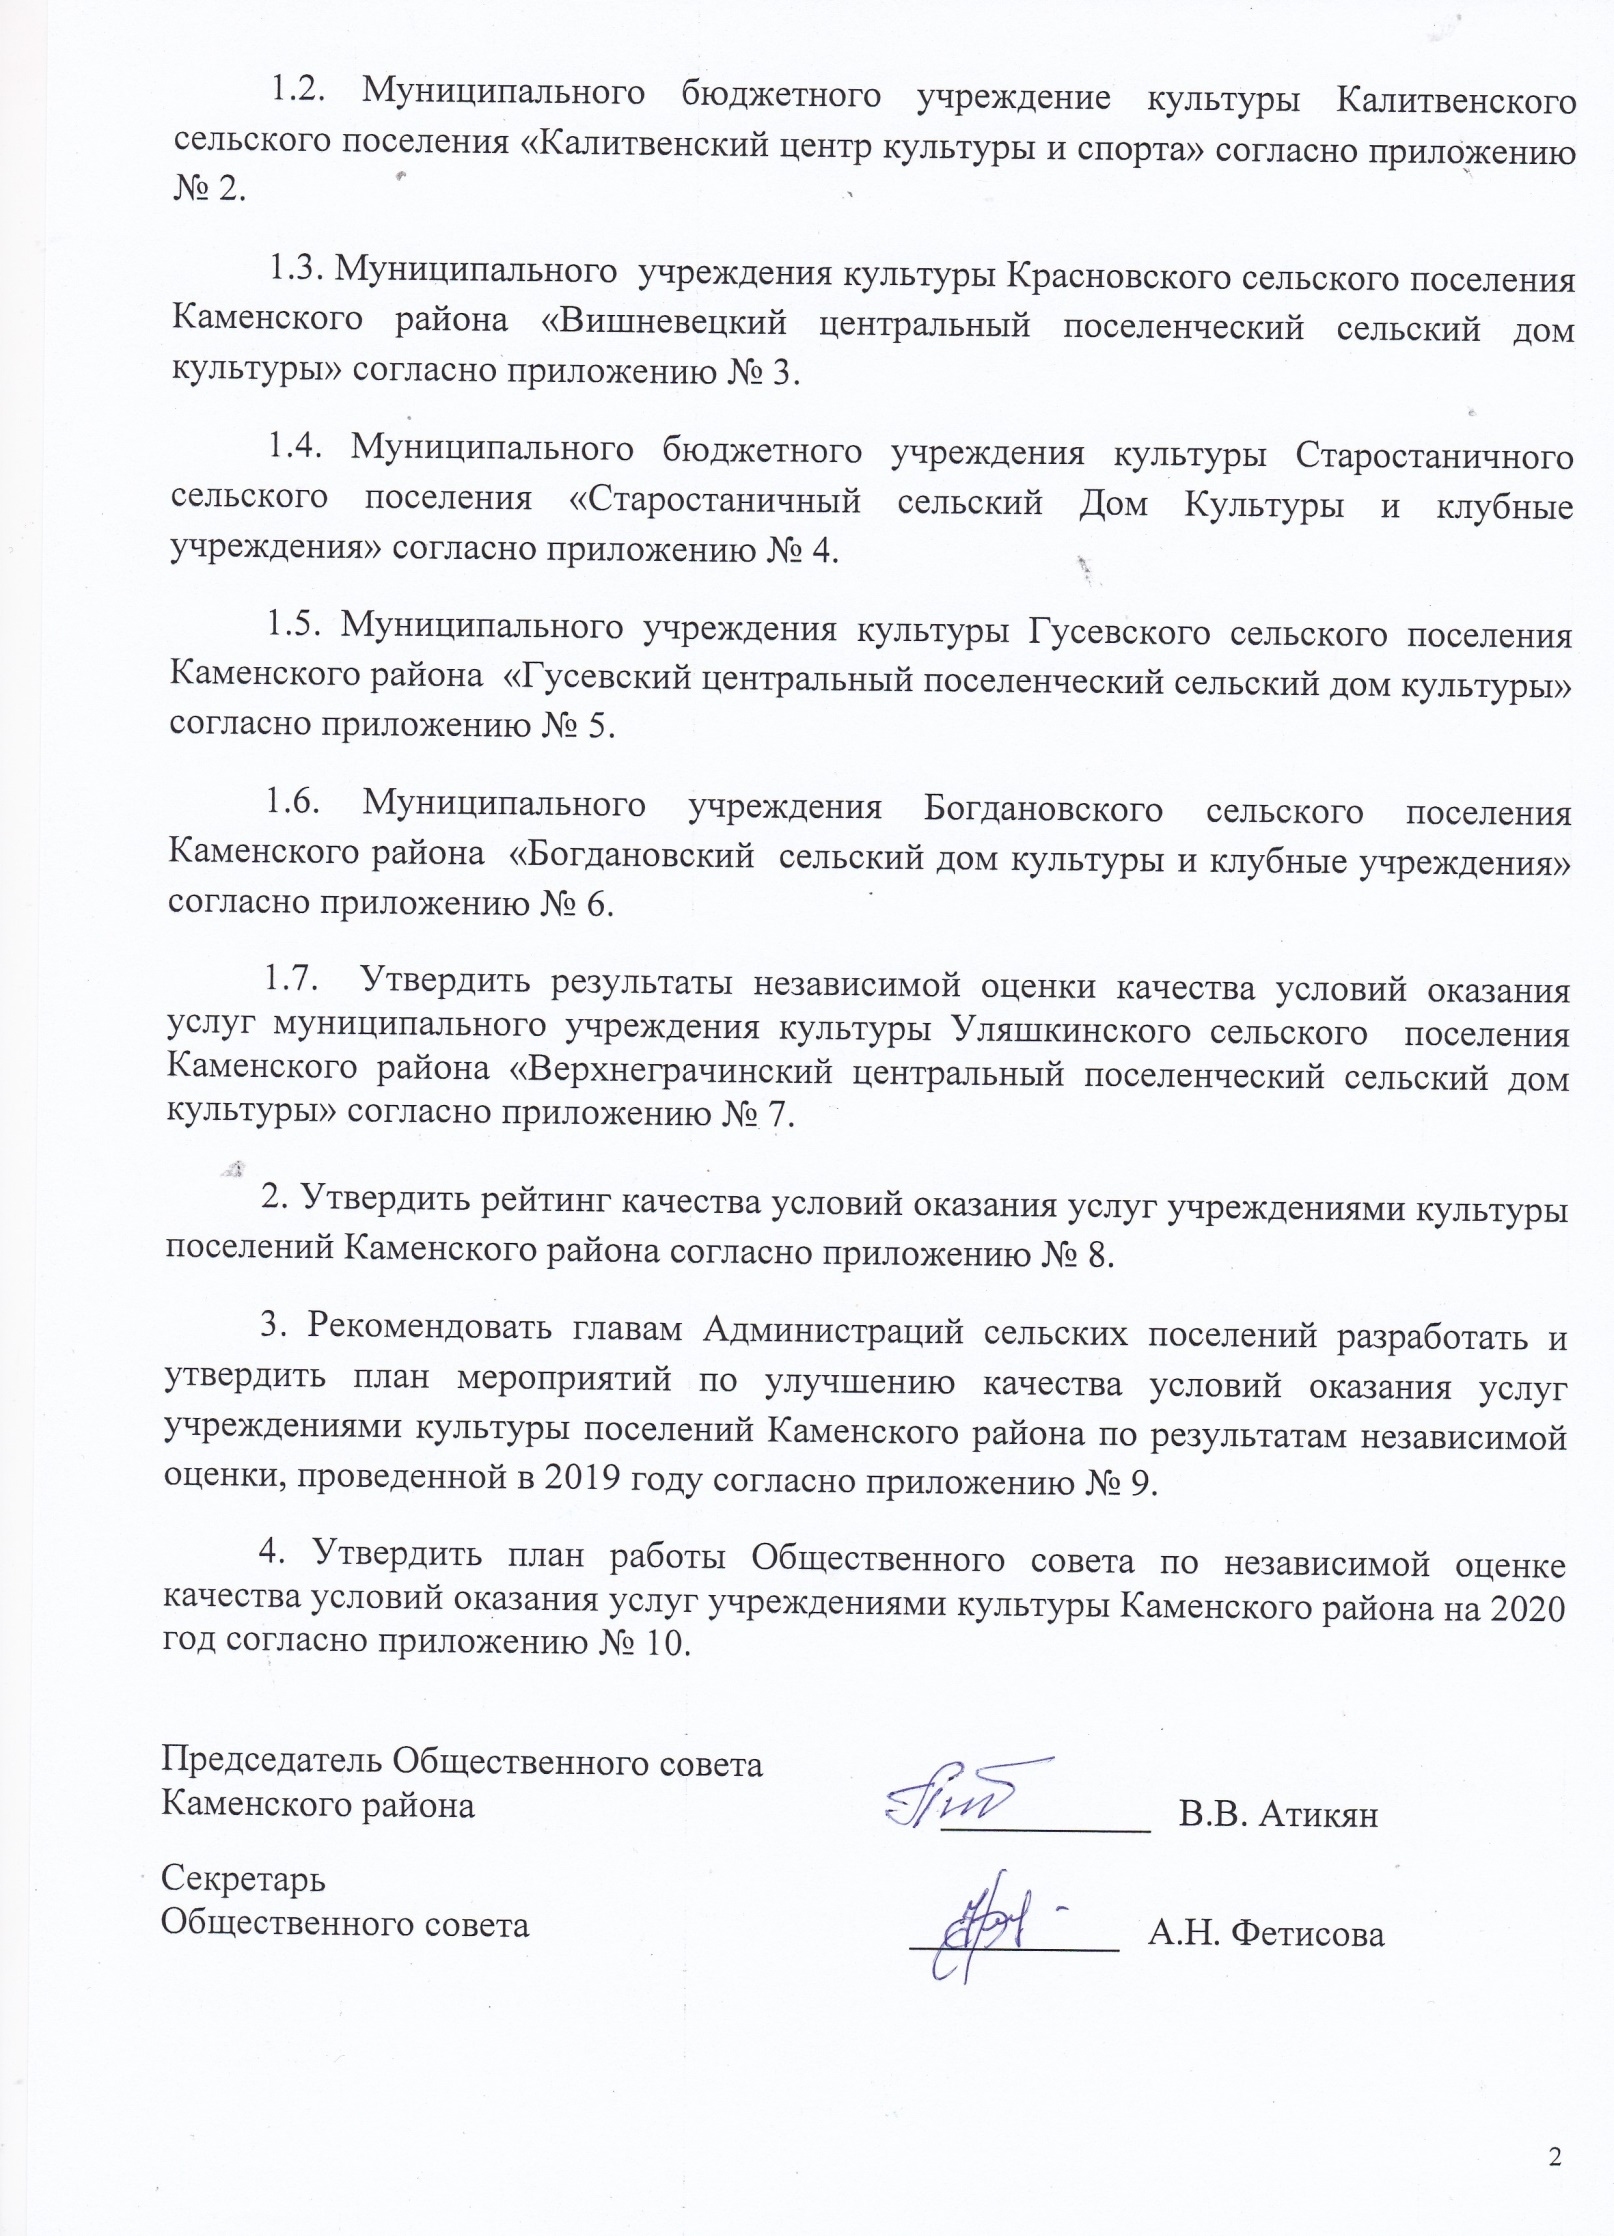 1.2. Муниципального бюджетного учреждение культуры Калитвенского
сельского поселения «Калитвенский центр культуры и спорта» согласно приложению
№ 2.
1.3. Муниципального учреждения культуры Красновского сельского поселения
Каменского района «Вишневецкий центральный поселенческий сельский дом
культуры» согласно приложению № 3.
1.4. Муниципального бюджетного учреждения культуры Старостаничного
сельского поселения «Старостаничный сельский Дом Культуры и клубные
учреждения» согласно приложению № 4.
1.5. Муниципального учреждения культуры Гусевского сельского поселения
Каменского района «Гусевский центральный поселенческий сельский дом культуры»
согласно приложению № 5.
1.6. Муниципального учреждения Богдановского сельского поселения
Каменского района «Богдановский сельский дом культуры и клубные учреждения»
согласно приложению № 6.
1.7. Утвердить результаты независимой оценки качества условий оказания
услуг муниципального учреждения культуры Уляшкинского сельского поселения
Каменского района «Верхнеграчинский центральный поселенческий сельский дом
культуры» согласно приложению № 7.
2. Утвердить рейтинг качества условий оказания услуг учреждениями культуры
поселений Каменского района согласно приложению № 8.
3. Рекомендовать главам Администраций сельских поселений разработать и
утвердить план мероприятий по улучшению качества условий оказания услуг
учреждениями культуры поселений Каменского района по результатам независимой
оценки, проведенной в 2019 году согласно приложению № 9.
4. Утвердить план работы Общественного совета по независимой оценке
качества условий оказания услуг учреждениями культуры Каменского района на 2020
год согласно приложению № 10.
Председатель Общественного совета
Каменского района ___________ В.В. Атикян
Секретарь
Общественного совета ___________ А.Н. Фетисова
2